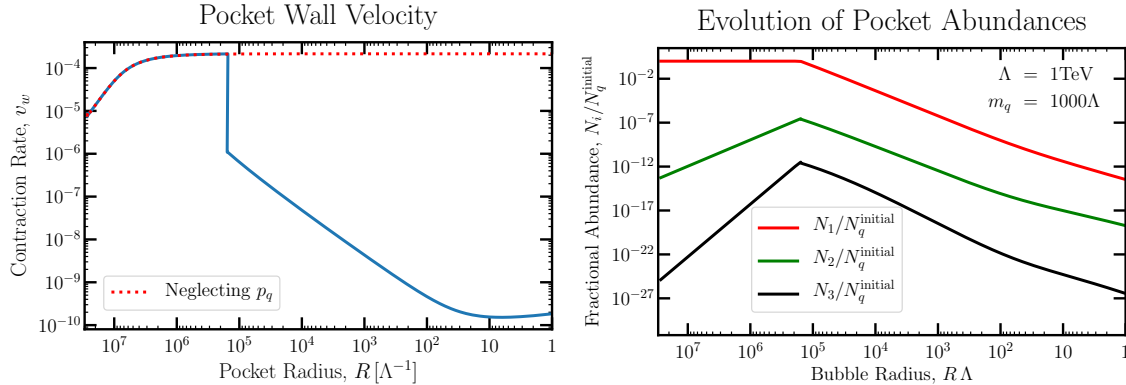 Pocket Wall Velocity
Contraction Rate, v_w
10^{-4}
10^{-5}
10^{-6}
10^{-7}
10^{-8}
10^{-9}
10^{-10}
Neglecting p_q
10^7 10^6 10^5 10^4 10^3 10^2 10 1
Pocket Radius, R [Λ^{-1}]
Evolution of Pocket Abundances
Fractional Abundance, N_i/N_q^{initial}
10^{-2}
10^{-7}
10^{-12}
10^{-17}
10^{-22}
10^{-27}
Λ = 1TeV
m_q = 1000Λ
N_1/N_q^{initial}
N_2/N_q^{initial}
N_3/N_q^{initial}
10^7 10^6 10^5 10^4 10^3 10^2 10^1 1
Bubble Radius, R Λ